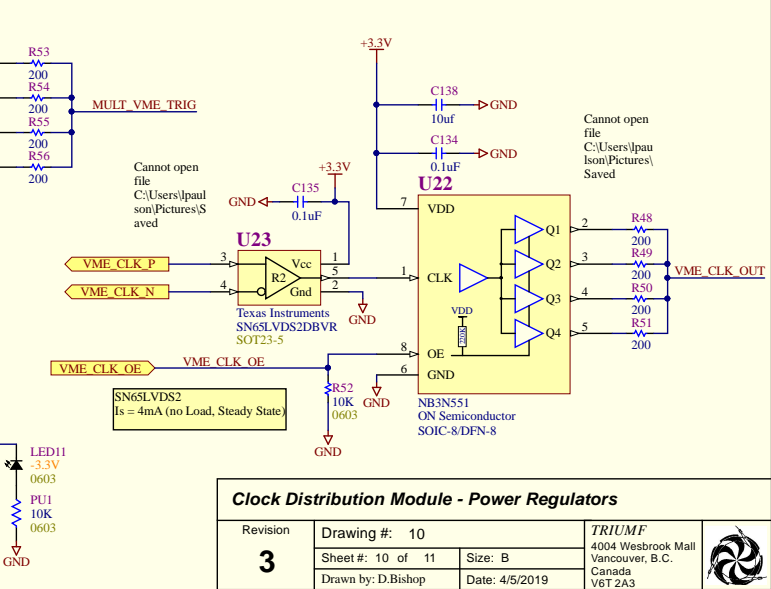 R53
200
R54
200
R55
200
R56
200
MULT_VME_TRIG
+3.3V
C138
10uf
GND
C134
0.1uF
GND
Cannot open
file
C:\Users\lpau
lson\Pictures\
Saved
Cannot open
file
C:\Users\lpaul
son\Pictures\S
aved
+3.3V
GND
C135
0.1uF
U23
VME_CLK_P
3
VME_CLK_N
4
R2
Vcc
1
5
Gnd
2
GND
Texas Instruments
SN65LVDS2DBVR
SOT23-5
U22
7
VDD
1
CLK
VDD
8
OE
6
GND
GND
Q1
2
Q2
3
Q3
4
Q4
5
R48
200
R49
200
R50
200
R51
200
VME_CLK_OUT
NB3N551
ON Semiconductor
SOIC-8/DFN-8
VME_CLK_OE
VME_CLK_OE
R52
10K
0603
GND
SN65LVDS2
Is = 4mA (no Load, Steady State)
LED11
-3.3V
0603
PU1
10K
0603
GND
Clock Distribution Module - Power Regulators
Revision
3
Drawing #: 10
Sheet #: 10 of 11
Size: B
Drawn by: D.Bishop
Date: 4/5/2019
TRIUMF
4004 Wesbrook Mall
Vancouver, B.C.
Canada
V6T 2A3